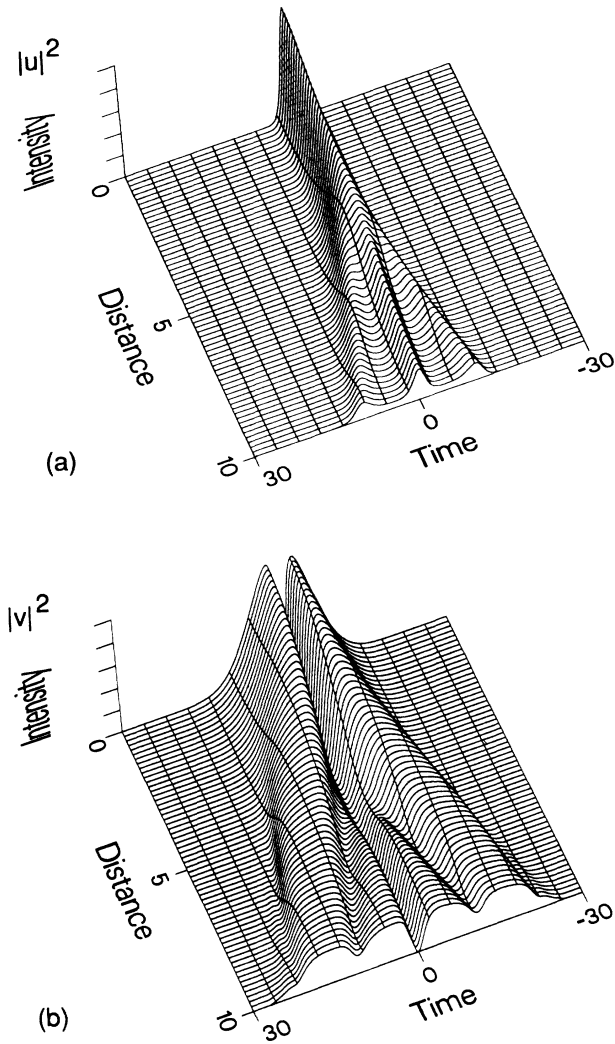 |u|²
Intensity
0
Distance
5
10
30
0
-30
Time
(a)
|v|²
Intensity
0
Distance
5
10
30
0
-30
Time
(b)